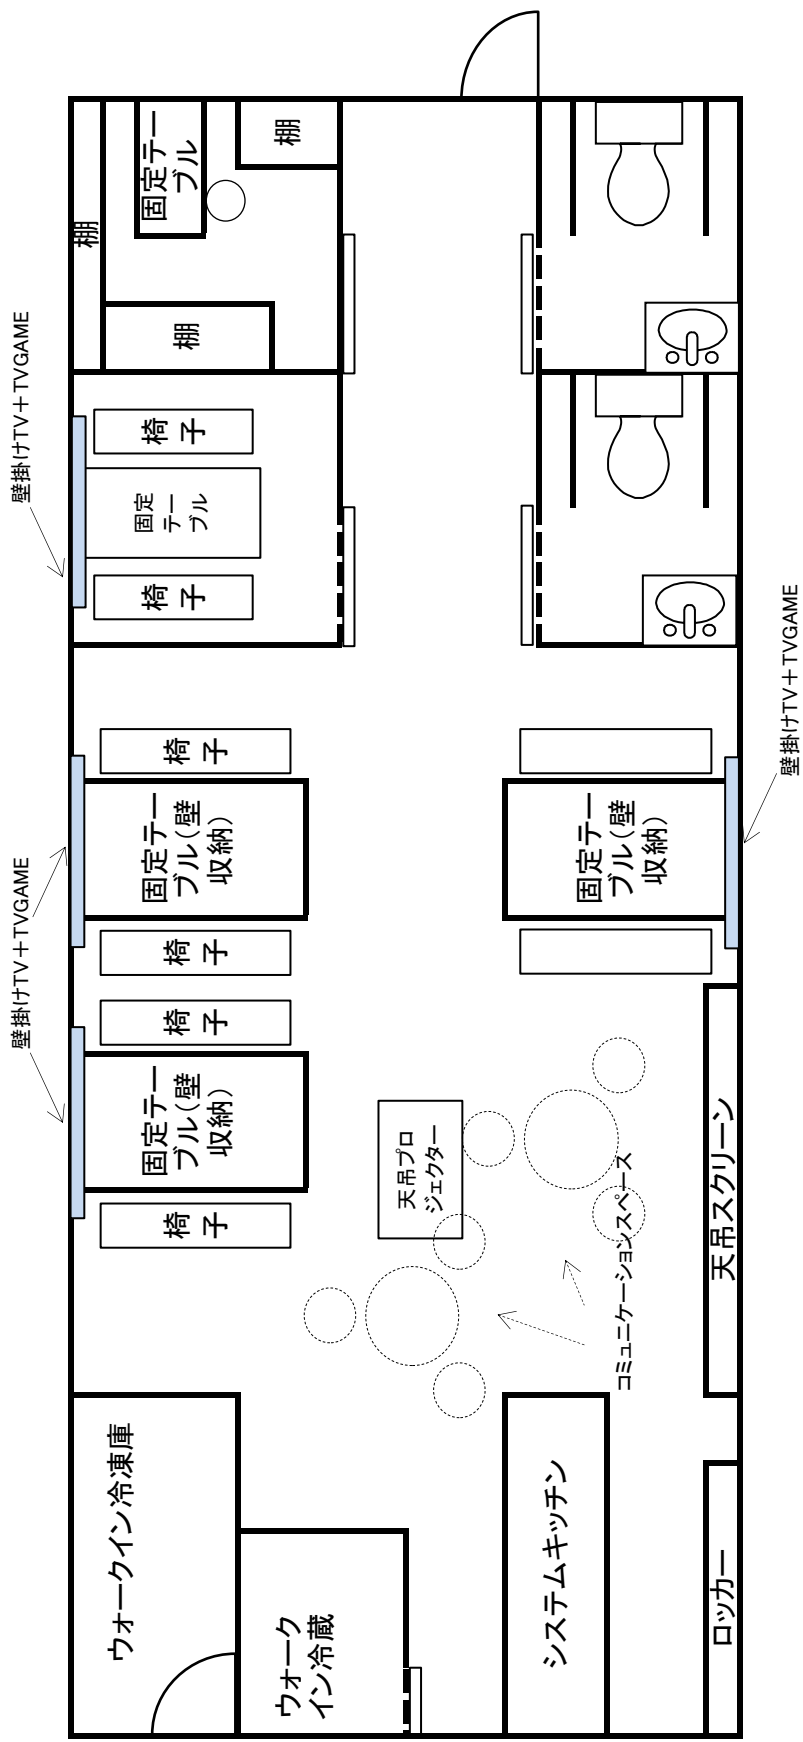 棚
固定テー
ブル
棚
棚
壁掛けTV+TVGAME
椅
子
固定
テー
ブル
椅
子
壁掛けTV+TVGAME
椅
子
固定テー
ブル(壁
収納)
固定テー
ブル(壁
収納)
椅
子
壁掛けTV+TVGAME
椅
子
固定テー
ブル(壁
収納)
椅
子
天吊プロ
ジェクター
コミュニケーションスペース
天吊スクリーン
ウォークイン冷凍庫
ウォーク
イン冷蔵
システムキッチン
ロッカー